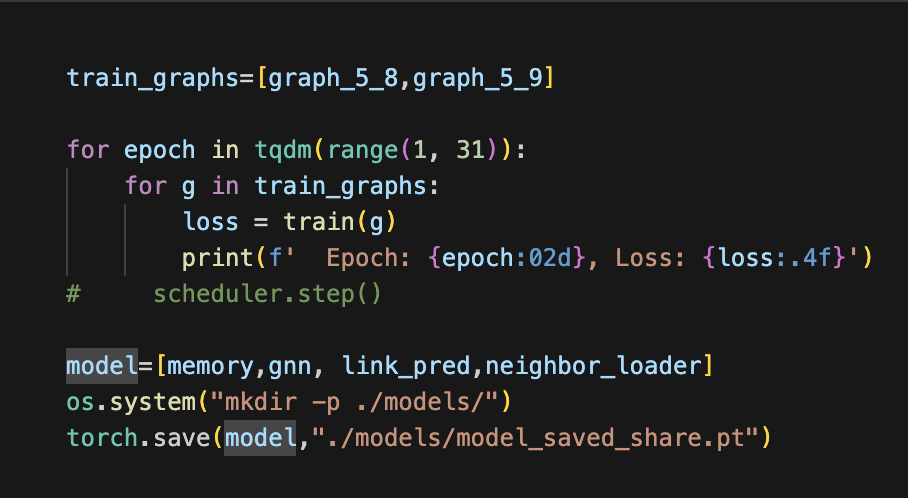 train_graphs=[graph_5_8,graph_5_9]
for epoch in tqdm(range(1, 31)):
    for g in train_graphs:
        loss = train(g)
        print(f'  Epoch: {epoch:02d}, Loss: {loss:.4f}')
#     scheduler.step()
model=[memory,gnn, link_pred,neighbor_loader]
os.system("mkdir -p ./models/")
torch.save(model,"./models/model_saved_share.pt")